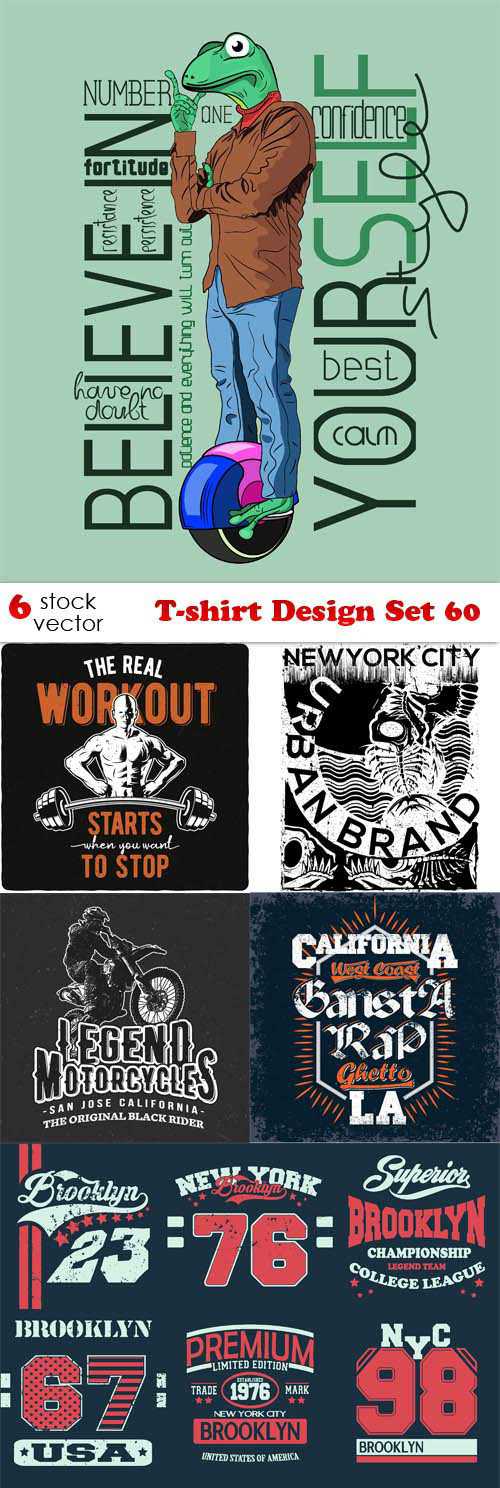 NUMBER ONE
BELIEVE IN
fortitude
resistance
persistence
have no
doubt
patience and everything will turn out
confidence
YOURSELF
style
best
calm
6 stock
vector
T-shirt Design Set 60
THE REAL
WORKOUT
STARTS
when you want
TO STOP
NEW YORK CITY
URBAN BRAND
LEGEND
MOTORCYCLES
- SAN JOSE CALIFORNIA -
THE ORIGINAL BLACK RIDER
CALIFORNIA
West Coast
GANSTA
RAP
Ghetto
LA
Brooklyn
23
NEW YORK
Brooklyn
76
Superior
BROOKLYN
CHAMPIONSHIP
LEGEND TEAM
COLLEGE LEAGUE
BROOKLYN
67
USA
PREMIUM
LIMITED EDITION
ESTABLISHED
TRADE 1976 MARK
NEW YORK CITY
BROOKLYN
UNITED STATES OF AMERICA
NYC
98
BROOKLYN